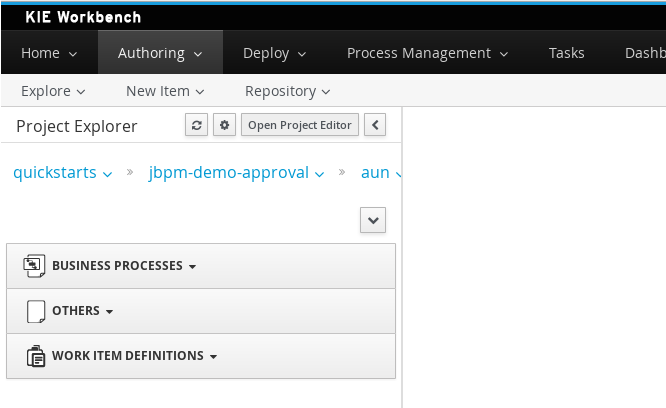 KIE Workbench
Home Authoring Deploy Process Management Tasks Dashb
Explore New Item Repository
Project Explorer Open Project Editor
quickstarts » jbpm-demo-approval » aun
BUSINESS PROCESSES
OTHERS
WORK ITEM DEFINITIONS